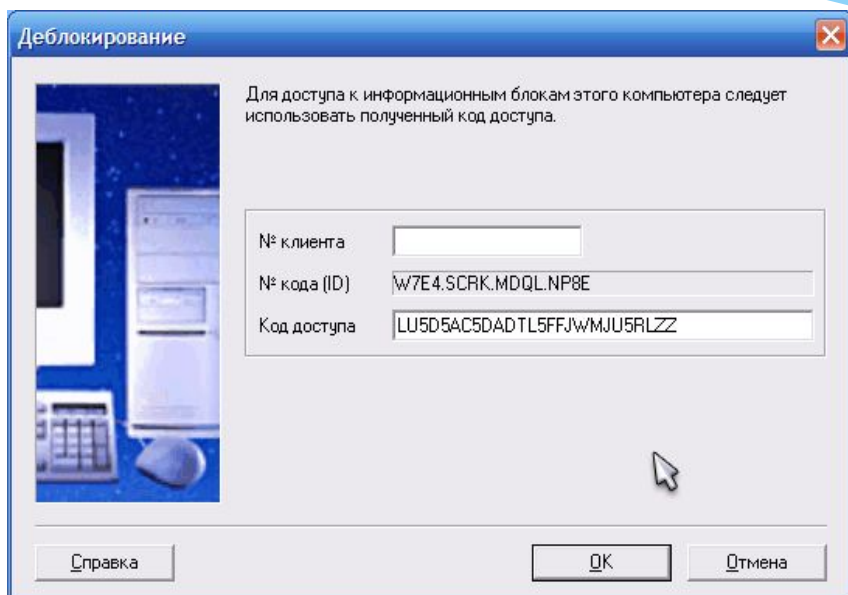 Деблокирование
Для доступа к информационным блокам этого компьютера следует
использовать полученный код доступа.
№ клиента
№ кода (ID) W7E4.SCRK.MDQL.NP8E
Код доступа LU5D5AC5DADTL5FFJWMJU5RLZZ
Справка OK Отмена